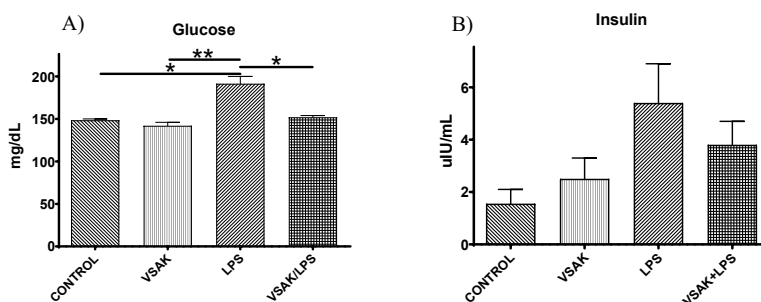 A)
Glucose
mg/dL
200
150
100
50
0
**
*
*
CONTROL
VSAK
LPS
VSAK/LPS
B)
Insulin
uIU/mL
6
4
2
0
CONTROL
VSAK
LPS
VSAK+LPS